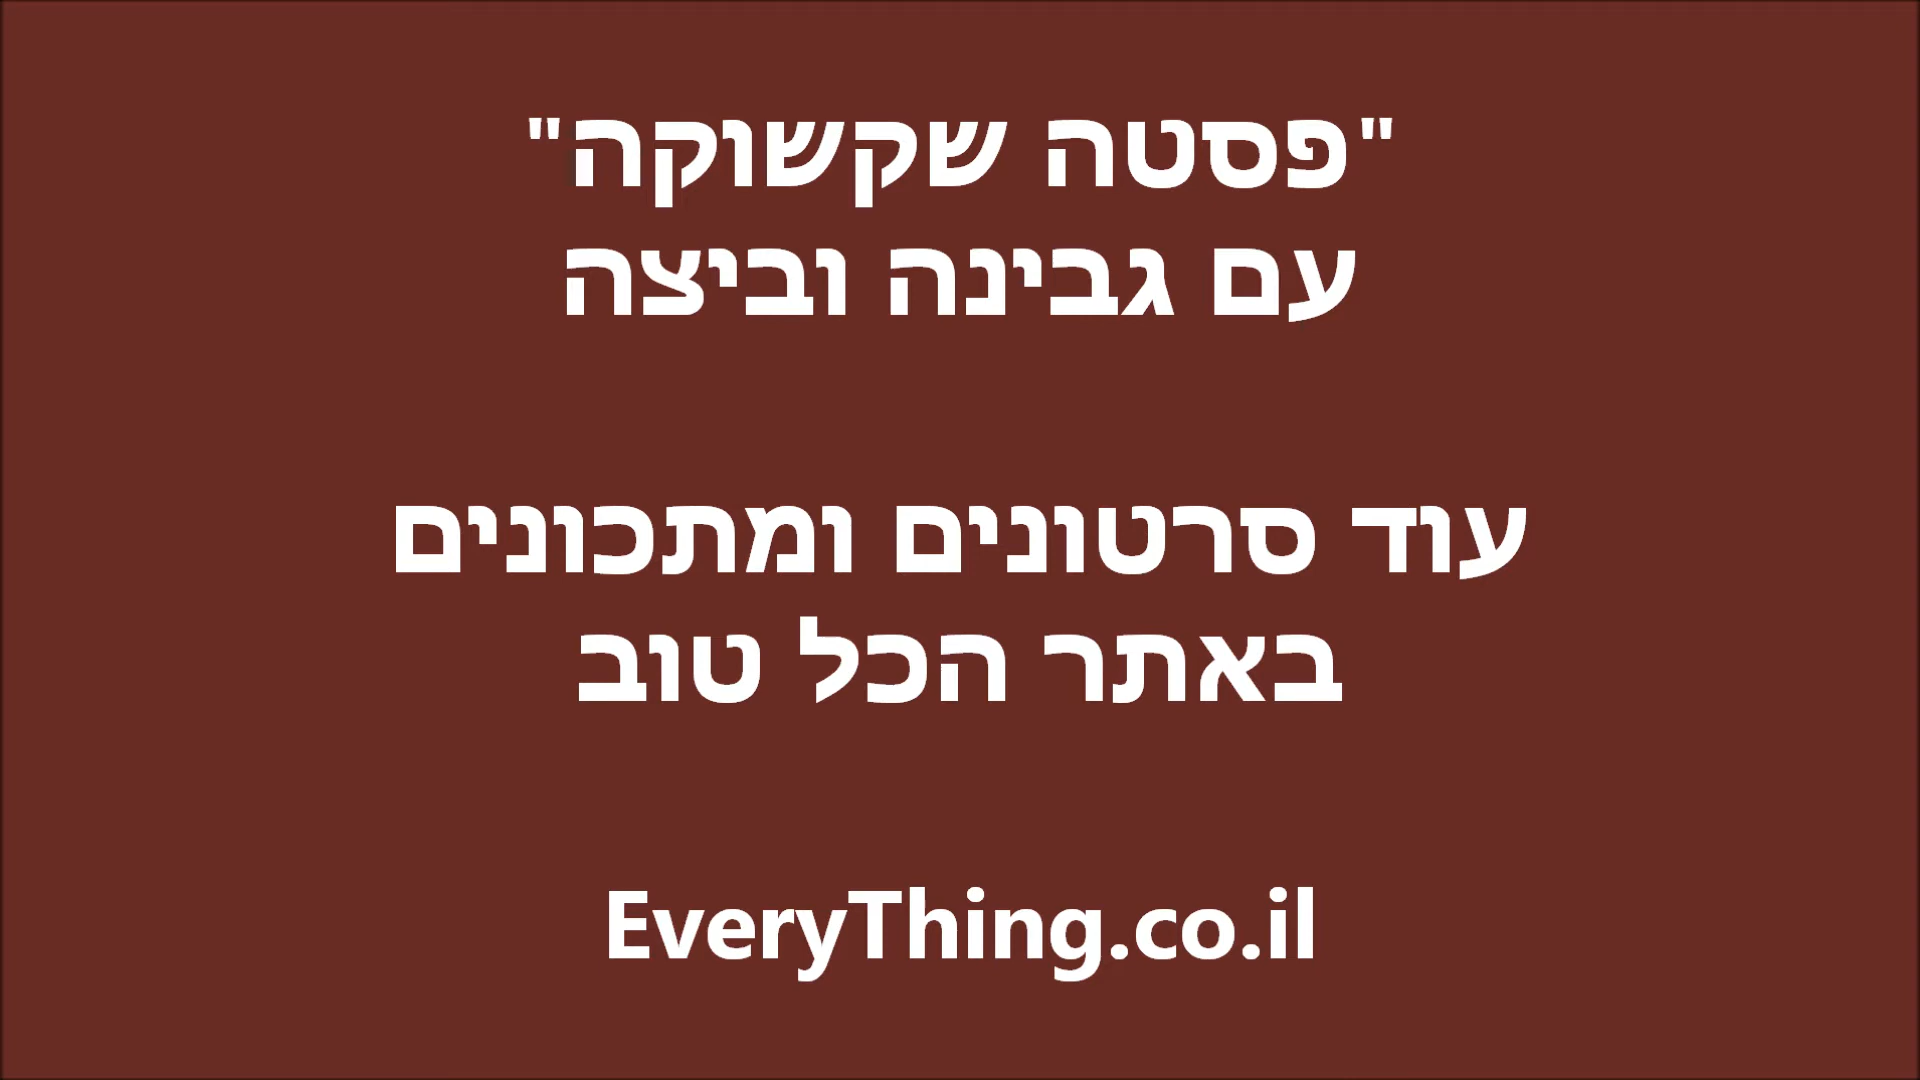 "פסטה שקשוקה"
עם גבינה וביצה
עוד סרטונים ומתכונים
באתר הכל טוב
EveryThing.co.il